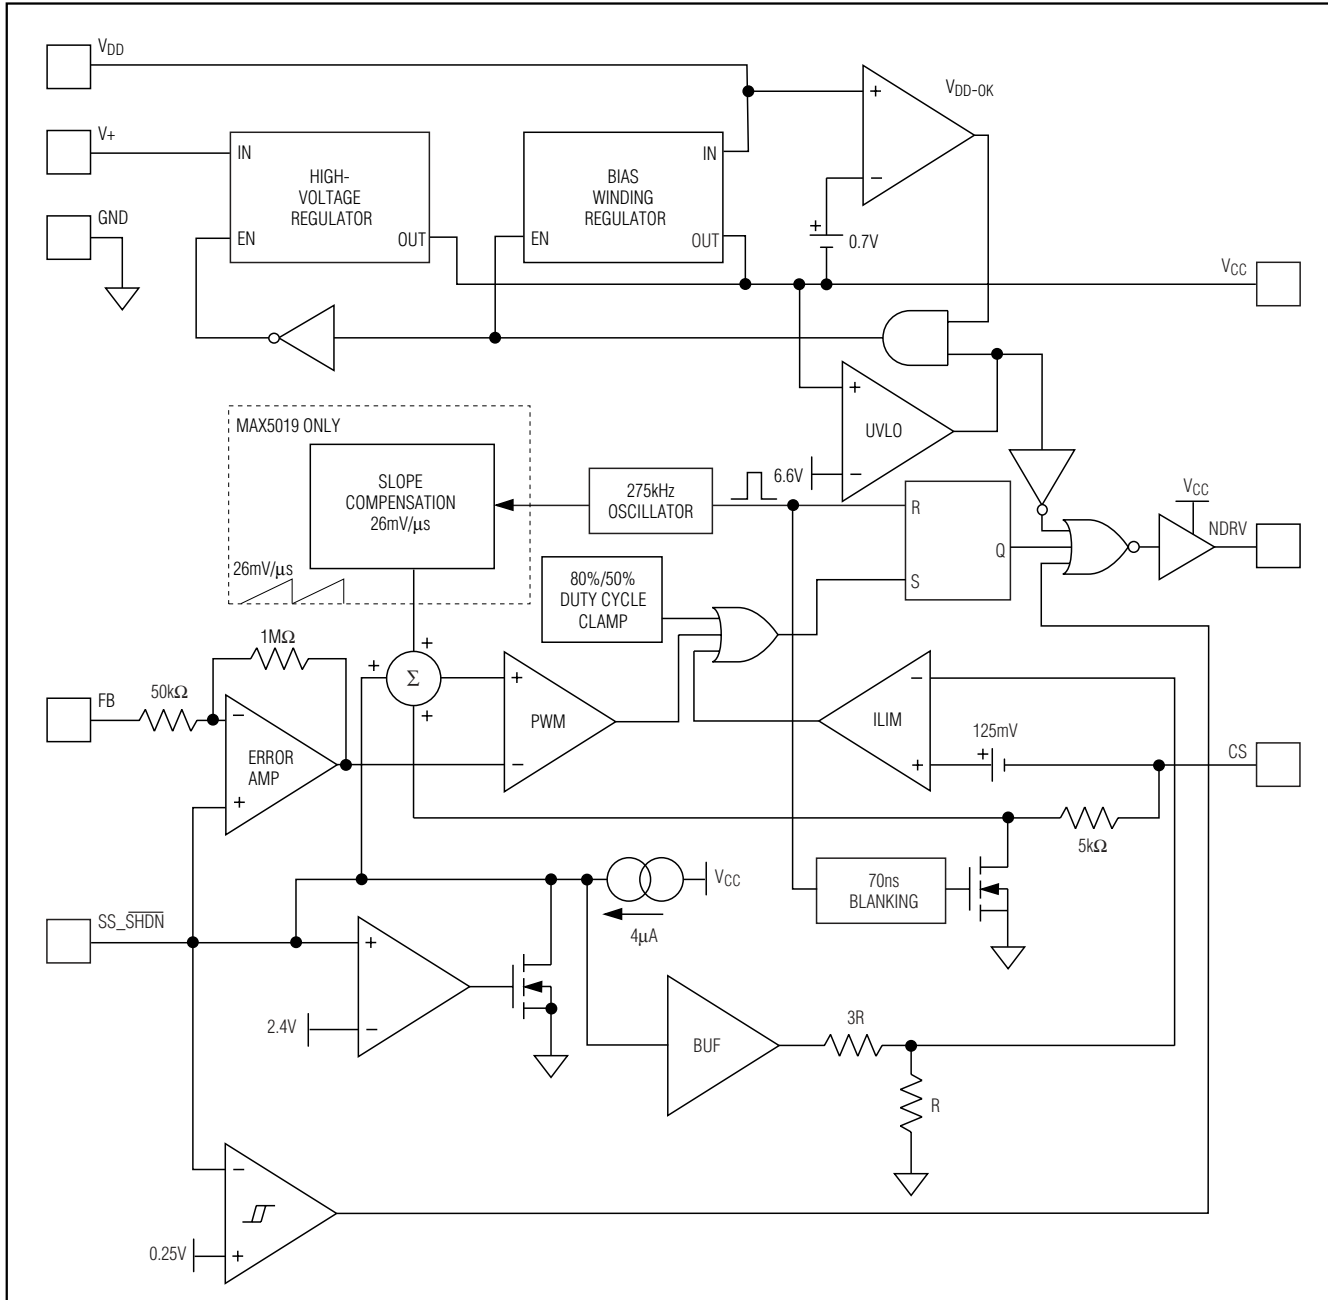 VDD
VDD-OK
V+
IN
HIGH-
VOLTAGE
REGULATOR
EN
OUT
BIAS
WINDING
REGULATOR
IN
EN
OUT
+
−
+
0.7V
GND
VCC
MAX5019 ONLY
SLOPE
COMPENSATION
26mV/µs
26mV/µs
275kHz
OSCILLATOR
+
UVLO
−
6.6V
R
Q
S
VCC
NDRV
80%/50%
DUTY CYCLE
CLAMP
1MΩ
+
+
Σ
+
FB
50kΩ
−
ERROR
AMP
+
+
PWM
−
−
ILIM
+
125mV
+
CS
5kΩ
70ns
BLANKING
VCC
4µA
SS_SHDN
+
−
2.4V
BUF
3R
R
−
+
0.25V